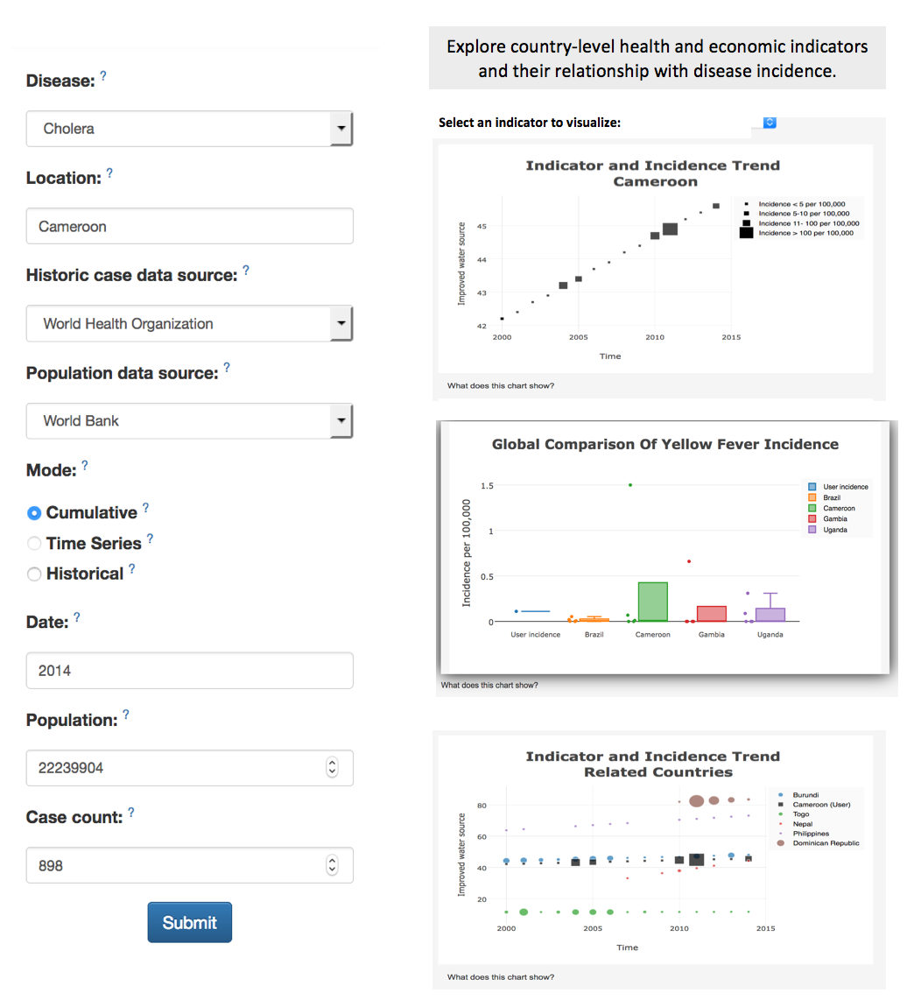 Disease: ?
Cholera
Location: ?
Cameroon
Historic case data source: ?
World Health Organization
Population data source: ?
World Bank
Mode: ?
Cumulative ?
Time Series ?
Historical ?
Date: ?
2014
Population: ?
22239904
Case count: ?
898
Submit
Explore country-level health and economic indicators
and their relationship with disease incidence.
Select an indicator to visualize:
Indicator and Incidence Trend
Cameroon
Incidence < 5 per 100,000
Incidence 5-10 per 100,000
Incidence 11- 100 per 100,000
Incidence > 100 per 100,000
Improved water source
45
44
43
42
2000 2005 2010 2015
Time
What does this chart show?
Global Comparison Of Yellow Fever Incidence
User incidence
Brazil
Cameroon
Gambia
Uganda
Incidence per 100,000
1.5
1
0.5
0
User incidence Brazil Cameroon Gambia Uganda
What does this chart show?
Indicator and Incidence Trend
Related Countries
Burundi
Cameroon (User)
Togo
Nepal
Philippines
Dominican Republic
Improved water source
80
60
40
20
2000 2005 2010 2015
Time
What does this chart show?